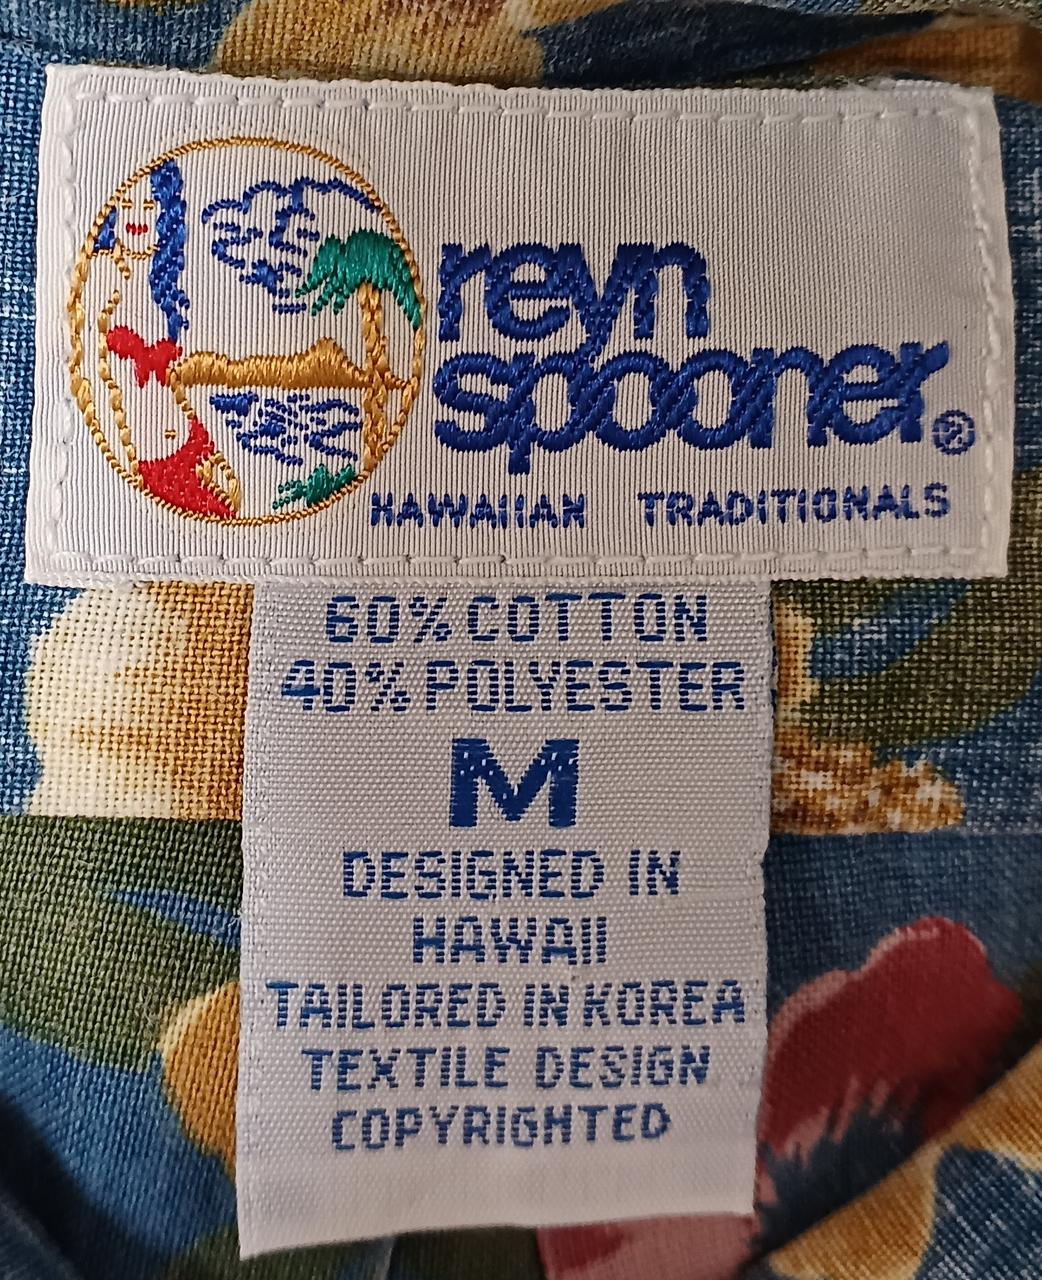 reyn
spooner®
HAWAIIAN TRADITIONALS
60% COTTON
40% POLYESTER
M
DESIGNED IN
HAWAII
TAILORED IN KOREA
TEXTILE DESIGN
COPYRIGHTED